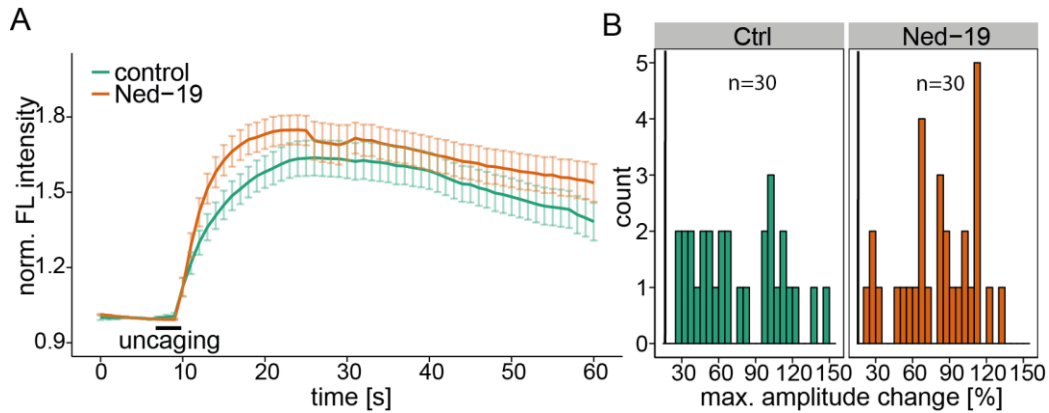 A
control
Ned−19
norm. FL intensity
1.8
1.5
1.2
0.9
uncaging
0 10 20 30 40 50 60
time [s]
B
Ctrl Ned−19
n=30 n=30
count
5
4
3
2
1
0
30 60 90 120 150 30 60 90 120 150
max. amplitude change [%]